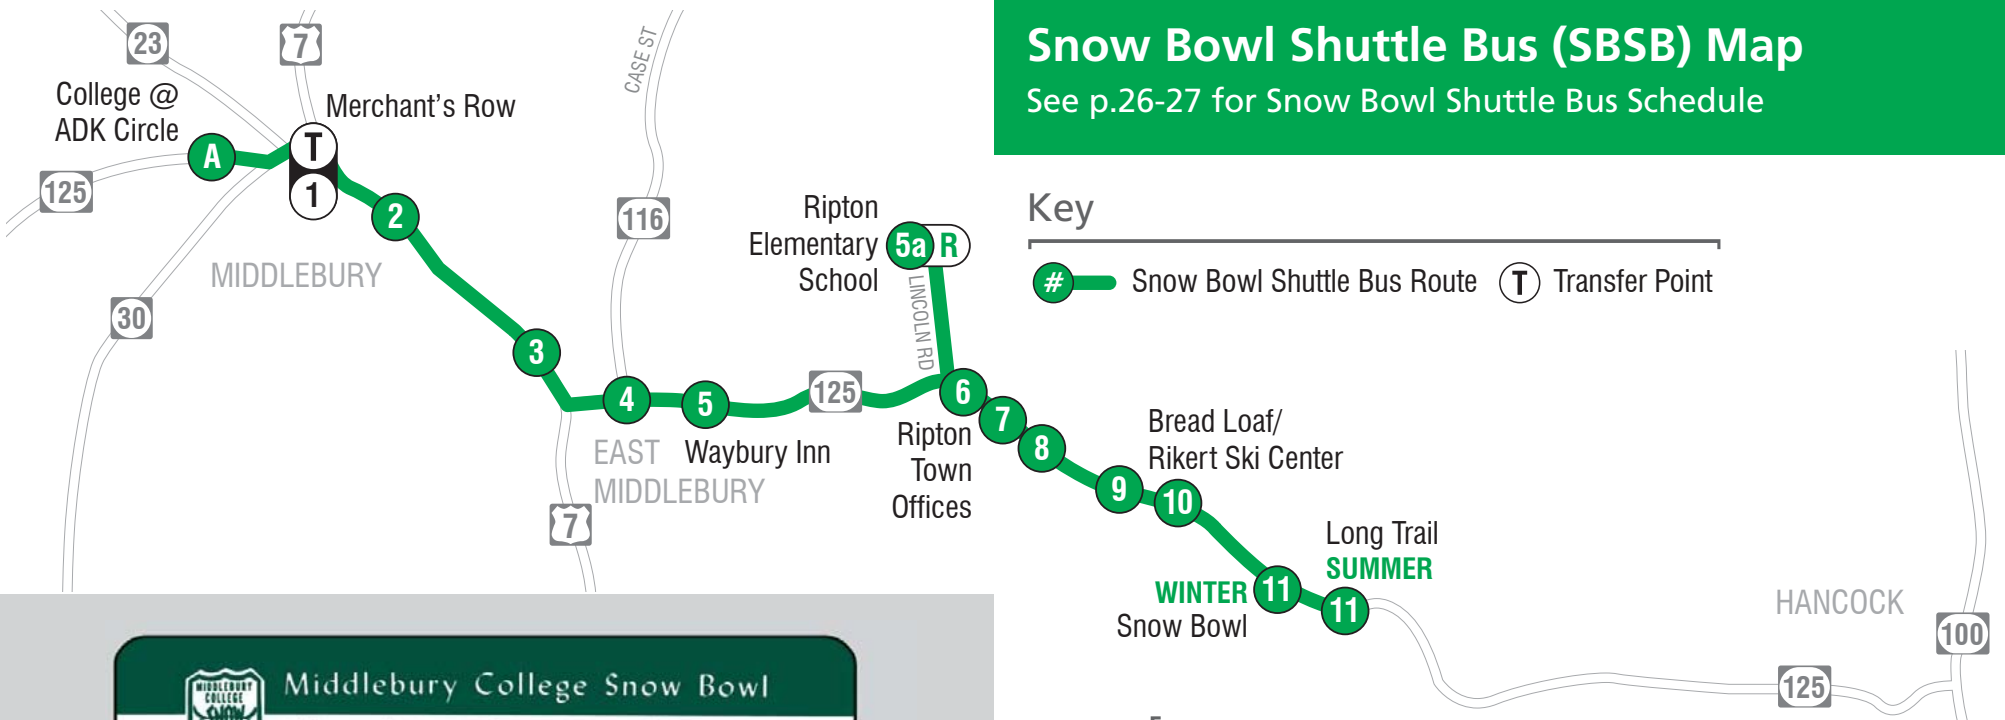 Snow Bowl Shuttle Bus (SBSB) Map
See p.26-27 for Snow Bowl Shuttle Bus Schedule
Key
# Snow Bowl Shuttle Bus Route
T Transfer Point
23
7
CASE ST
College @
ADK Circle
Merchant's Row
A
T
1
125
2
116
MIDDLEBURY
30
Ripton
Elementary
School
5a R
LINCOLN RD
3
4
5
125
6
7
8
EAST
MIDDLEBURY
Waybury Inn
Ripton
Town
Offices
7
Bread Loaf/
Rikert Ski Center
9
10
Long Trail
SUMMER
WINTER
Snow Bowl
11
11
HANCOCK
100
125
Middlebury College Snow Bowl
MIDDLEBURY
COLLEGE
SNOW